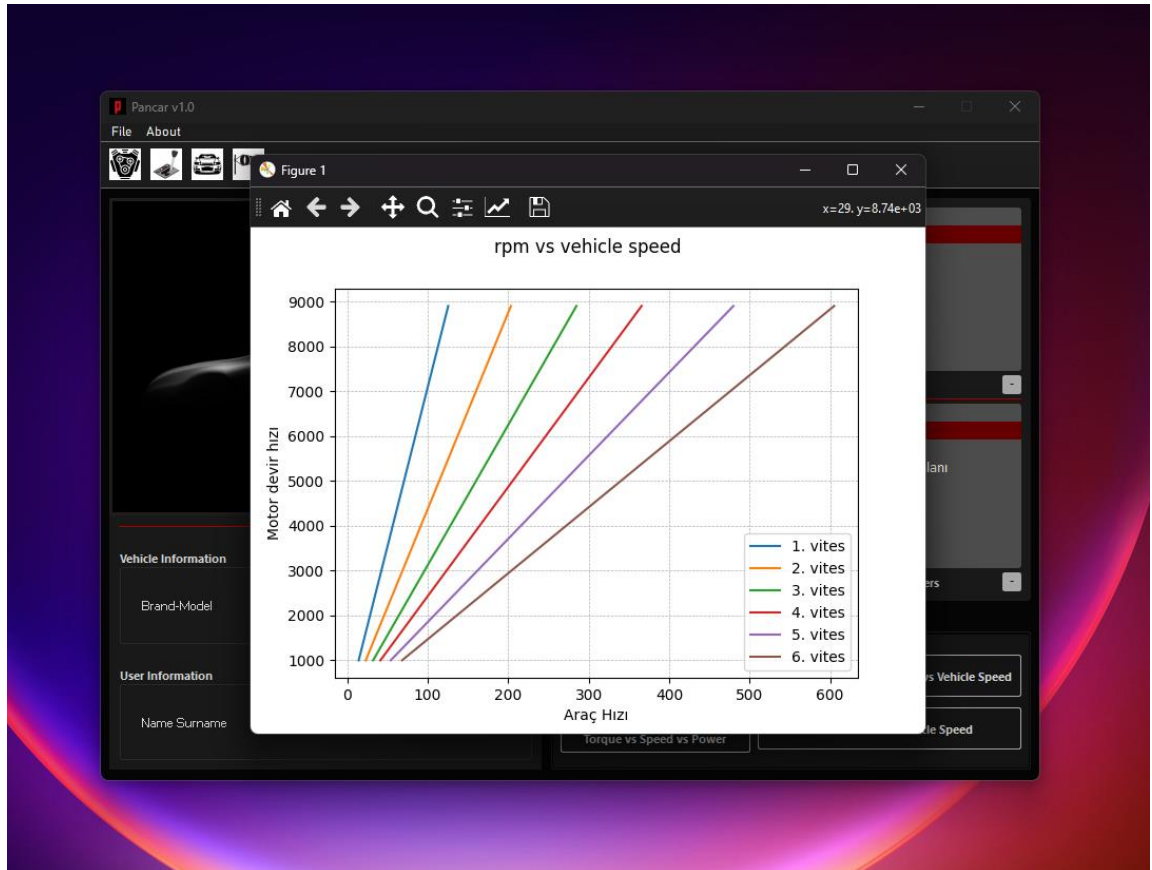 Pancar v1.0
File About
Figure 1
x=29. y=8.74e+03
rpm vs vehicle speed
9000
8000
7000
6000
5000
4000
3000
2000
1000
Motor devir hızı
0 100 200 300 400 500 600
Araç Hızı
1. vites
2. vites
3. vites
4. vites
5. vites
6. vites
Vehicle Information
Brand-Model
User Information
Name Surname
-
-
vs Vehicle Speed
Torque vs Speed vs Power
Speed